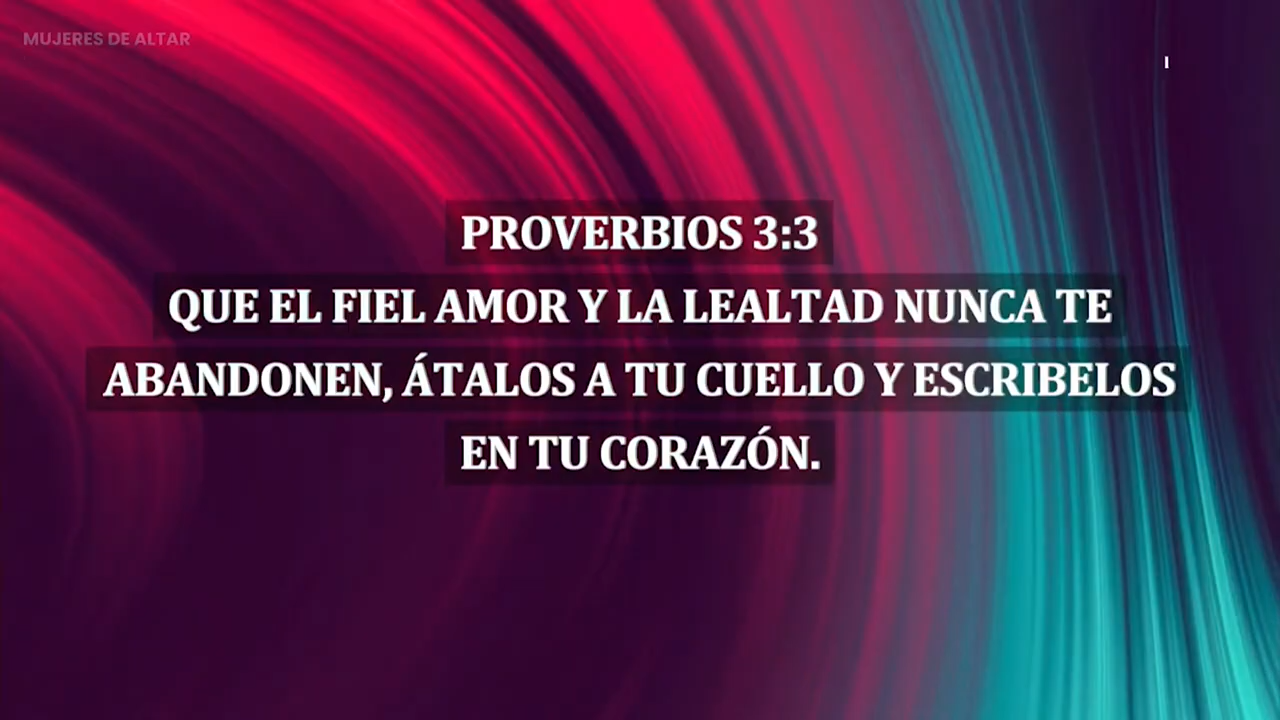 MUJERES DE ALTAR
I
PROVERBIOS 3:3
QUE EL FIEL AMOR Y LA LEALTAD NUNCA TE
ABANDONEN, ÁTALOS A TU CUELLO Y ESCRIBELOS
EN TU CORAZÓN.